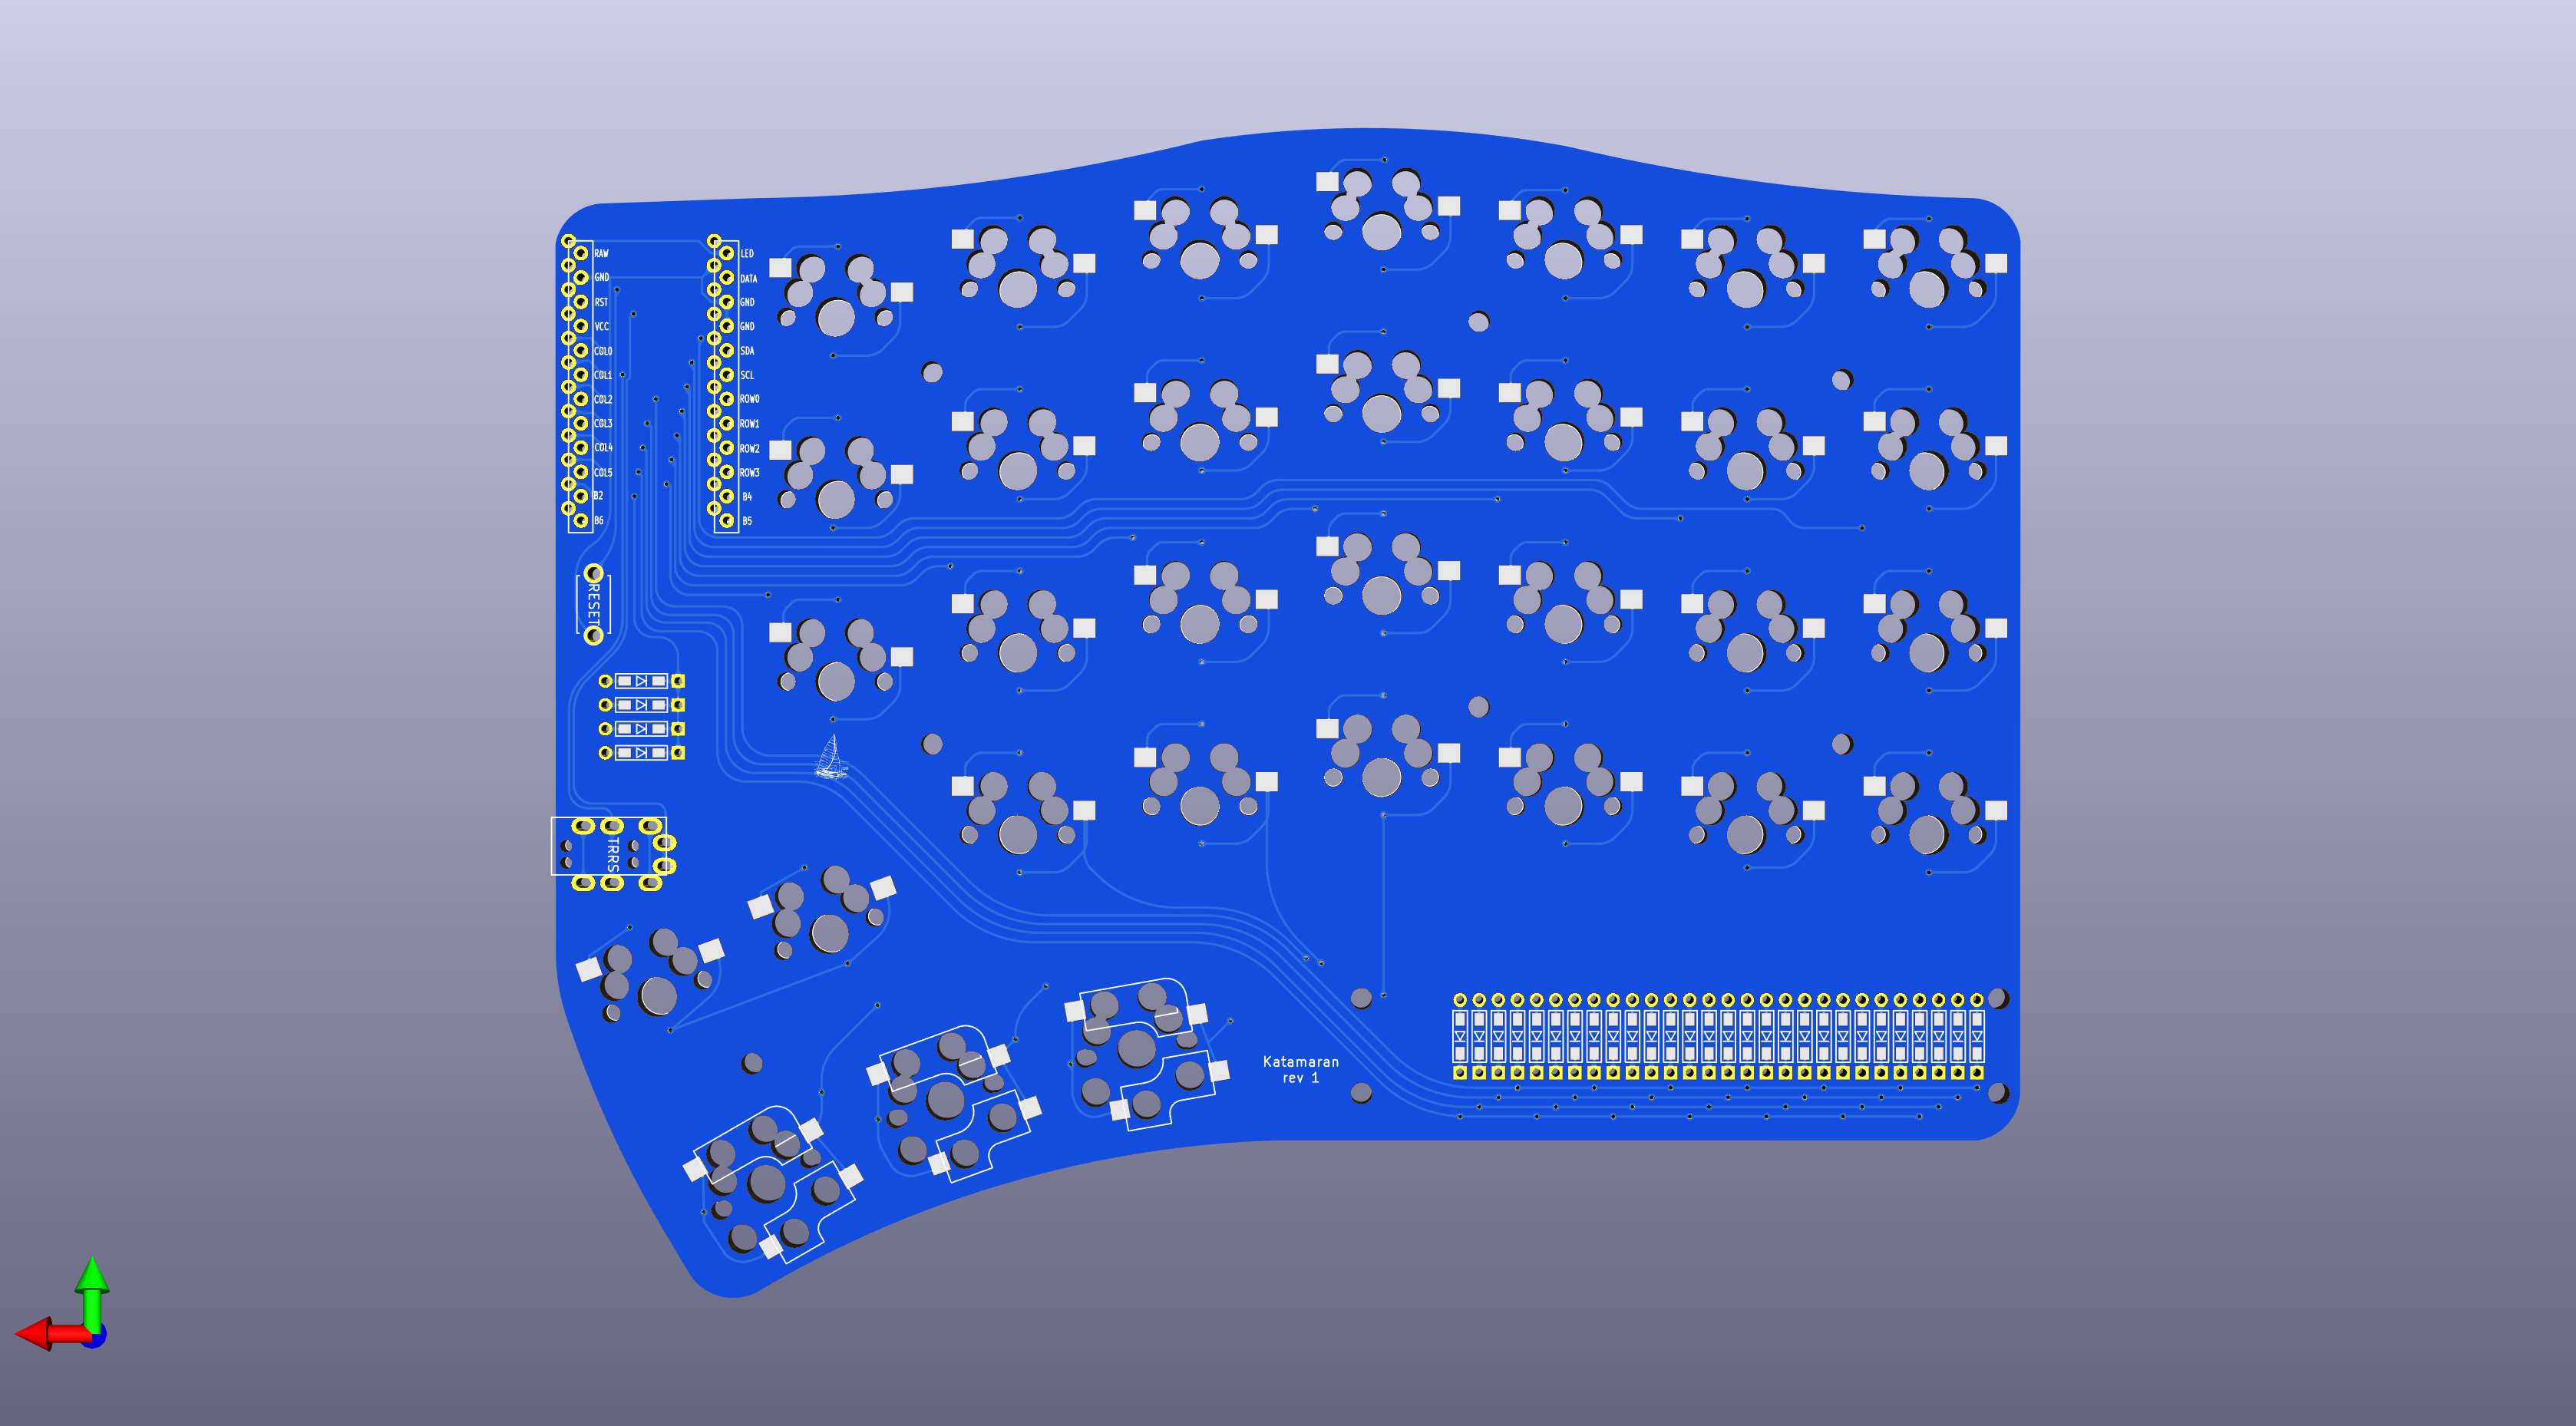 RAW
GND
RST
VCC
COL0
COL1
COL2
COL3
COL4
COL5
B2
B6
LED
DATA
GND
GND
SDA
SCL
ROW0
ROW1
ROW2
ROW3
B4
B5
RESET
TRRS
Katamaran
rev 1